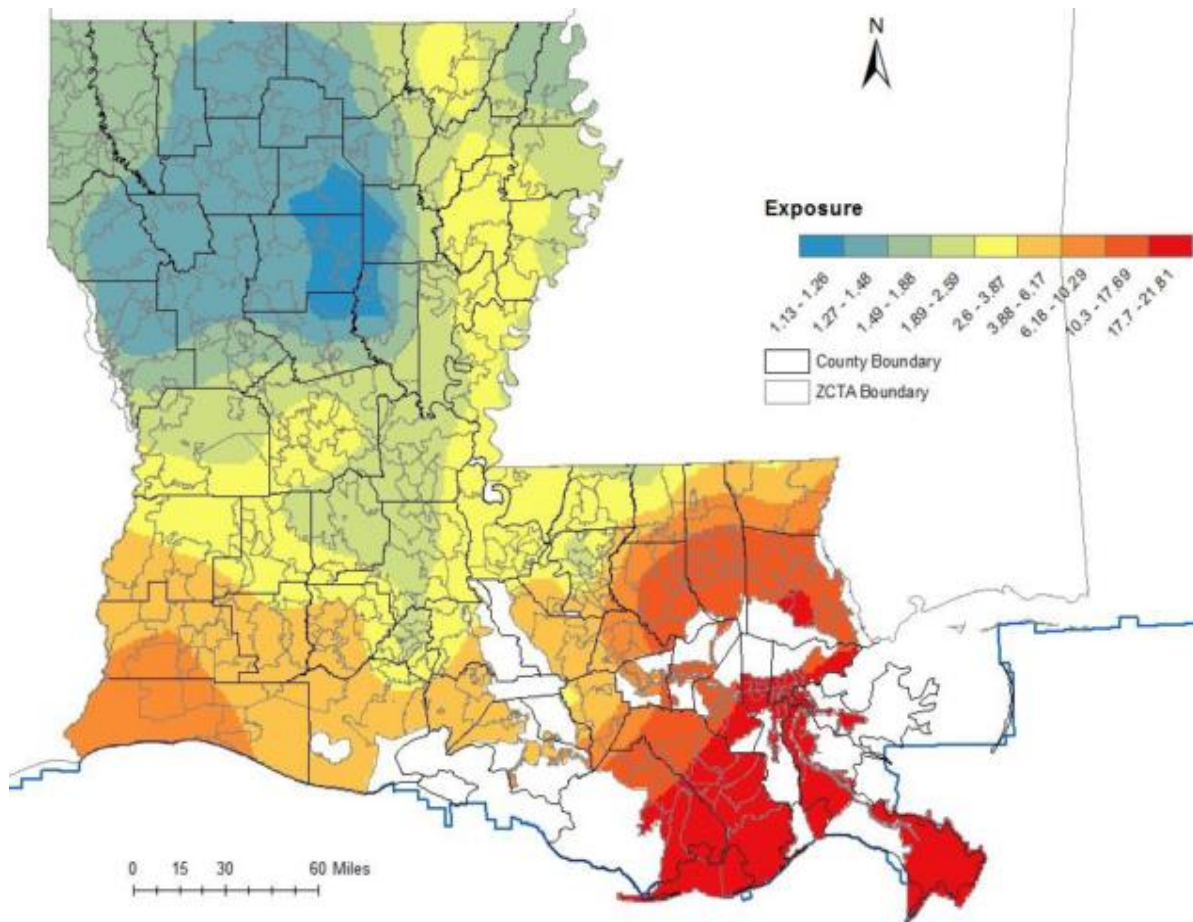 N
Exposure
1.13 - 1.26
1.27 - 1.48
1.49 - 1.88
1.89 - 2.59
2.6 - 3.87
3.88 - 6.17
6.18 - 10.29
10.3 - 17.69
17.7 - 21.81
County Boundary
ZCTA Boundary
0 15 30 60 Miles